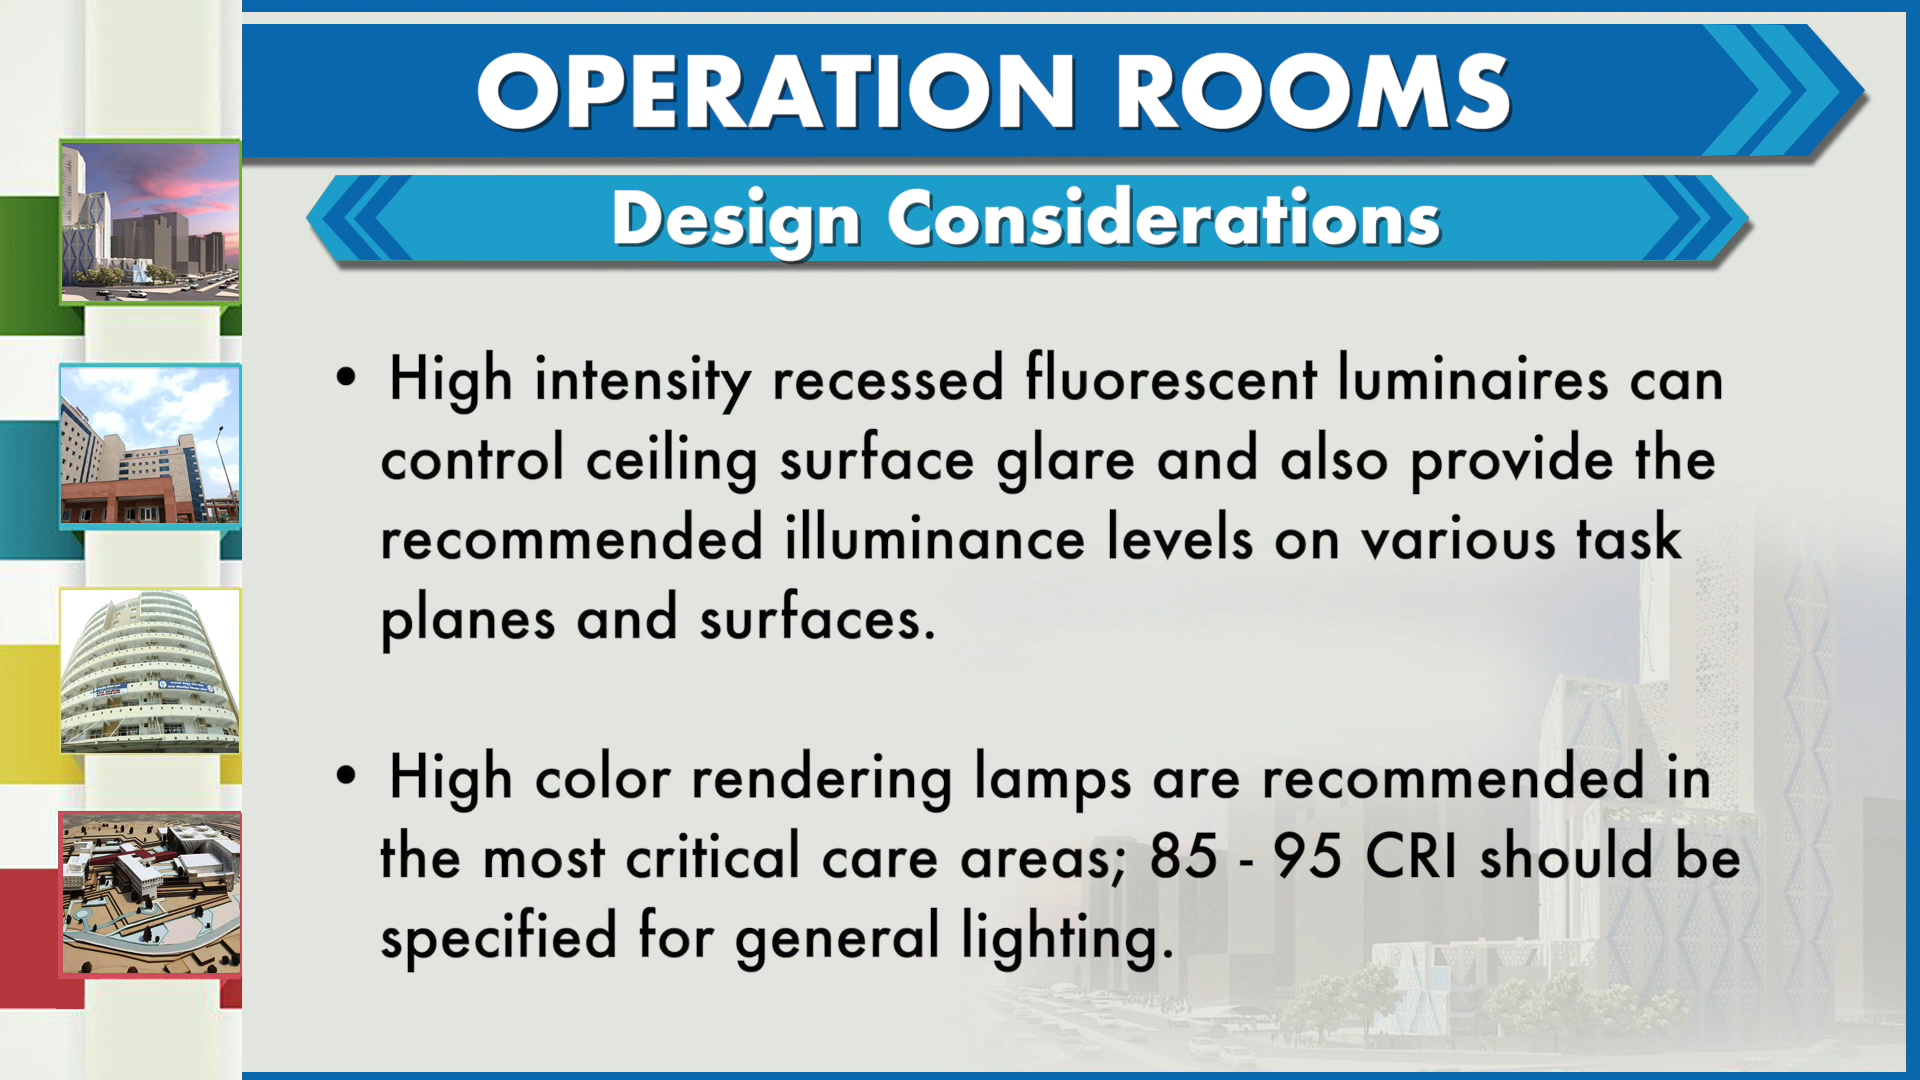 OPERATION ROOMS
Design Considerations
• High intensity recessed fluorescent luminaires can
control ceiling surface glare and also provide the
recommended illuminance levels on various task
planes and surfaces.
• High color rendering lamps are recommended in
the most critical care areas; 85 - 95 CRI should be
specified for general lighting.